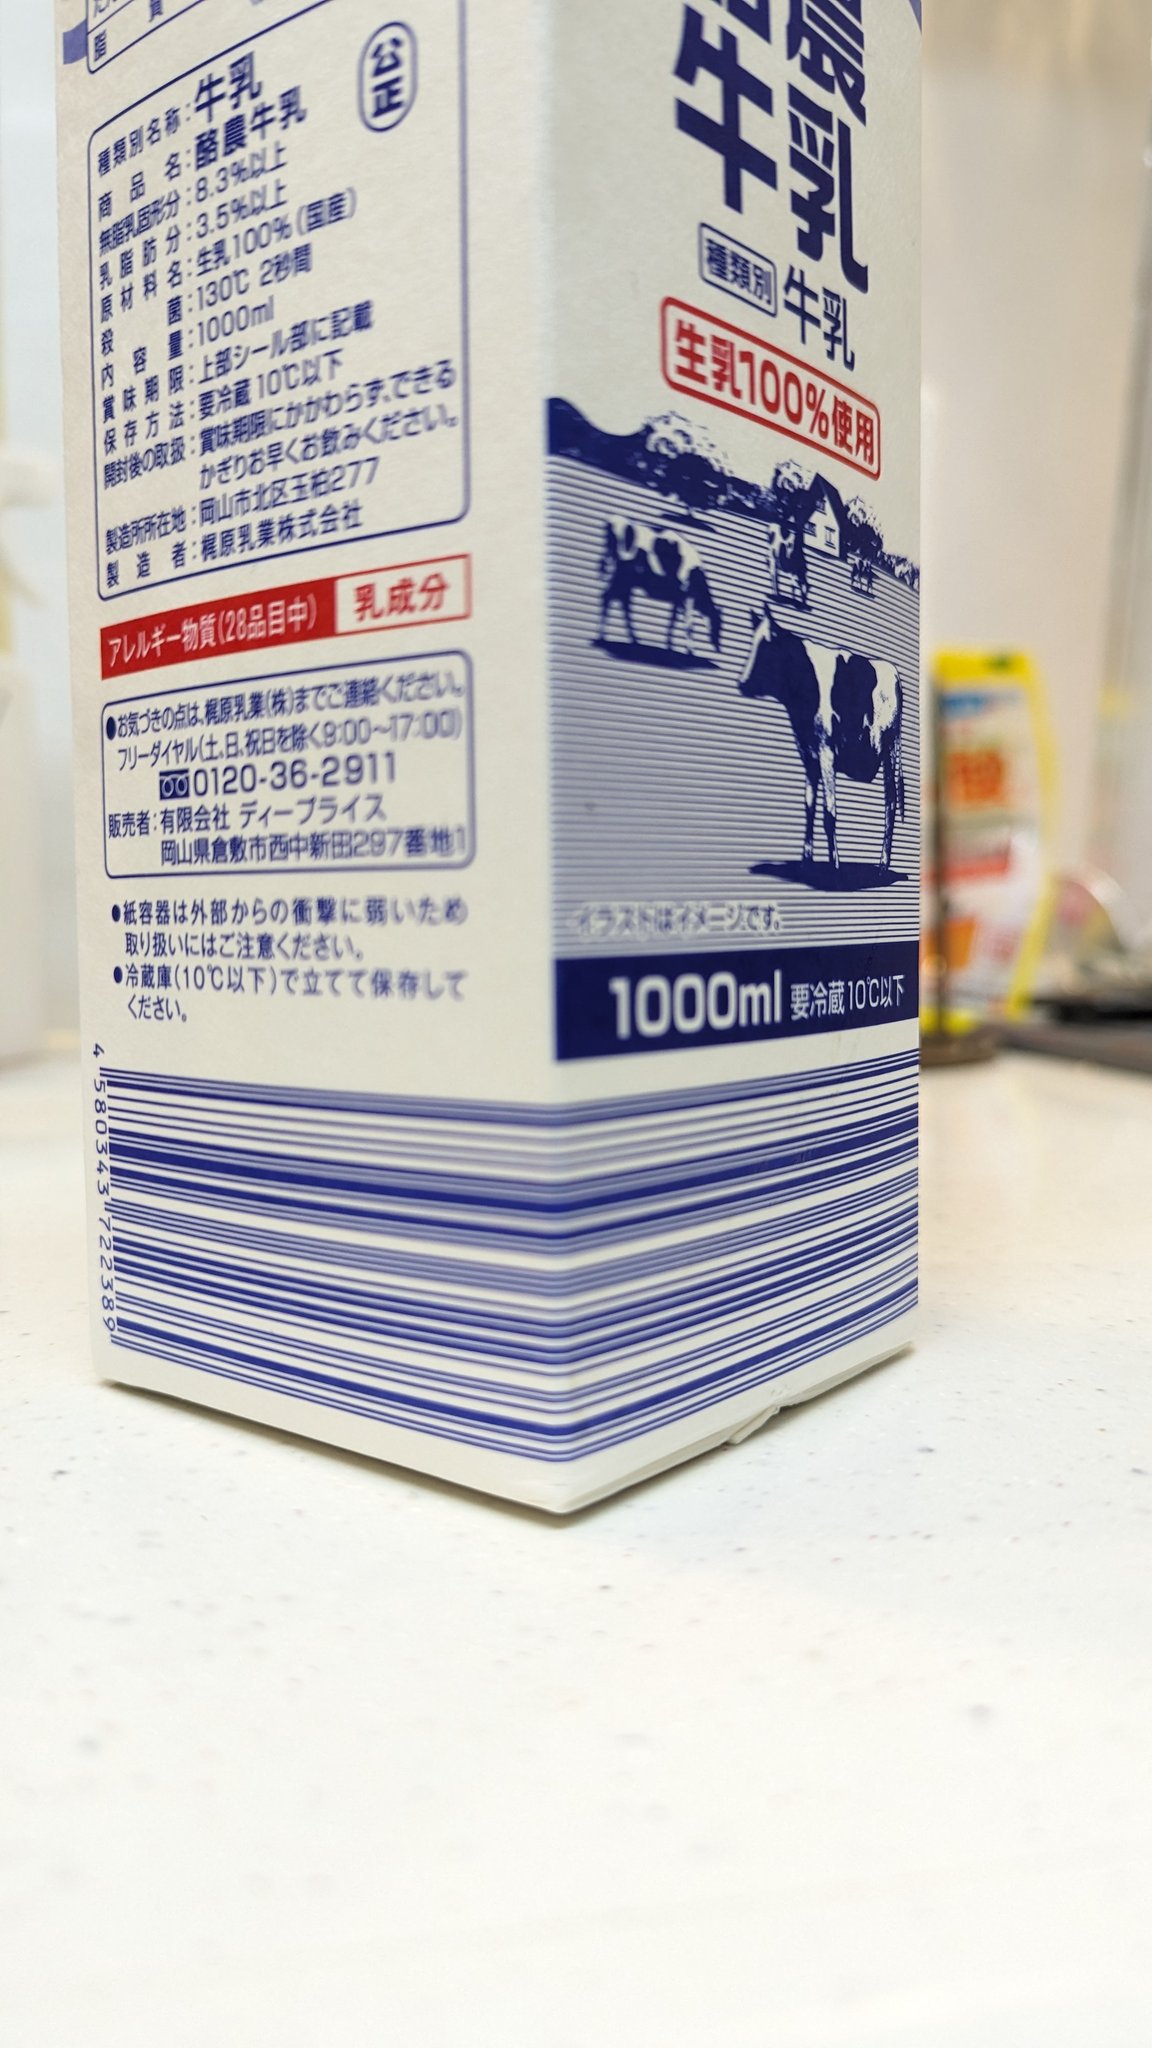 脂 質
公正
種類別名称：牛乳
商品名：酪農牛乳
無脂乳固形分：8.3%以上
乳脂肪分：3.5%以上
原材料名：生乳100%(国産)
殺菌：130℃ 2秒間
内容量：1000ml
賞味期限：上部シール部に記載
保存方法：要冷蔵10℃以下
開封後の取扱：賞味期限にかかわらず、できる
かぎりお早くお飲みください。
製造所所在地：岡山市北区玉柏277
製造者：梶原乳業株式会社
アレルギー物質(28品目中) 乳成分
●お気づきの点は、梶原乳業(株)までご連絡ください。
フリーダイヤル(土、日、祝日を除く9:00〜17:00)
0120-36-2911
販売者：有限会社 ディープライス
岡山県倉敷市西中新田297番地1
●紙容器は外部からの衝撃に弱いため
取り扱いにはご注意ください。
●冷蔵庫(10℃以下)で立てて保存して
ください。
4 580343 722389
農
牛乳
種類別 牛乳
生乳100%使用
イラストはイメージです。
1000ml 要冷蔵10℃以下